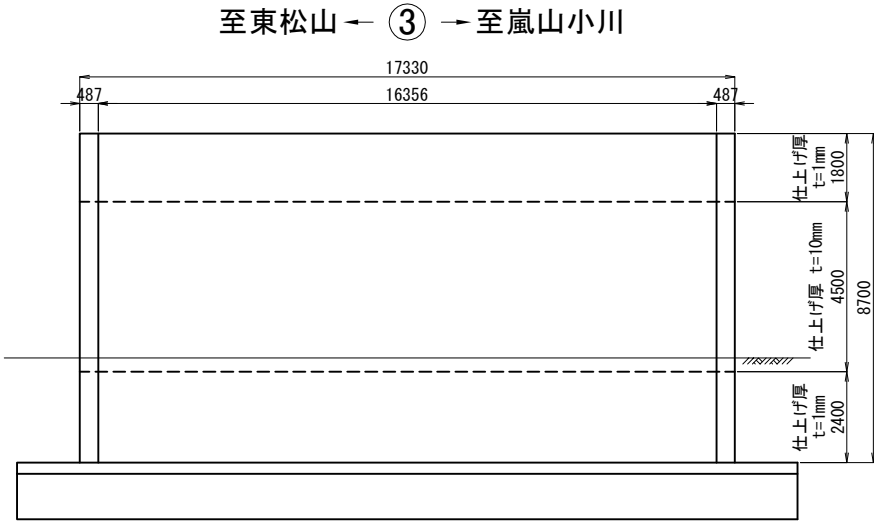 至東松山← ③ →至嵐山小川
17330
487 16356 487
仕上げ厚
t=1mm
1800
仕上げ厚 t=10mm
4500
8700
仕上げ厚
t=1mm
2400